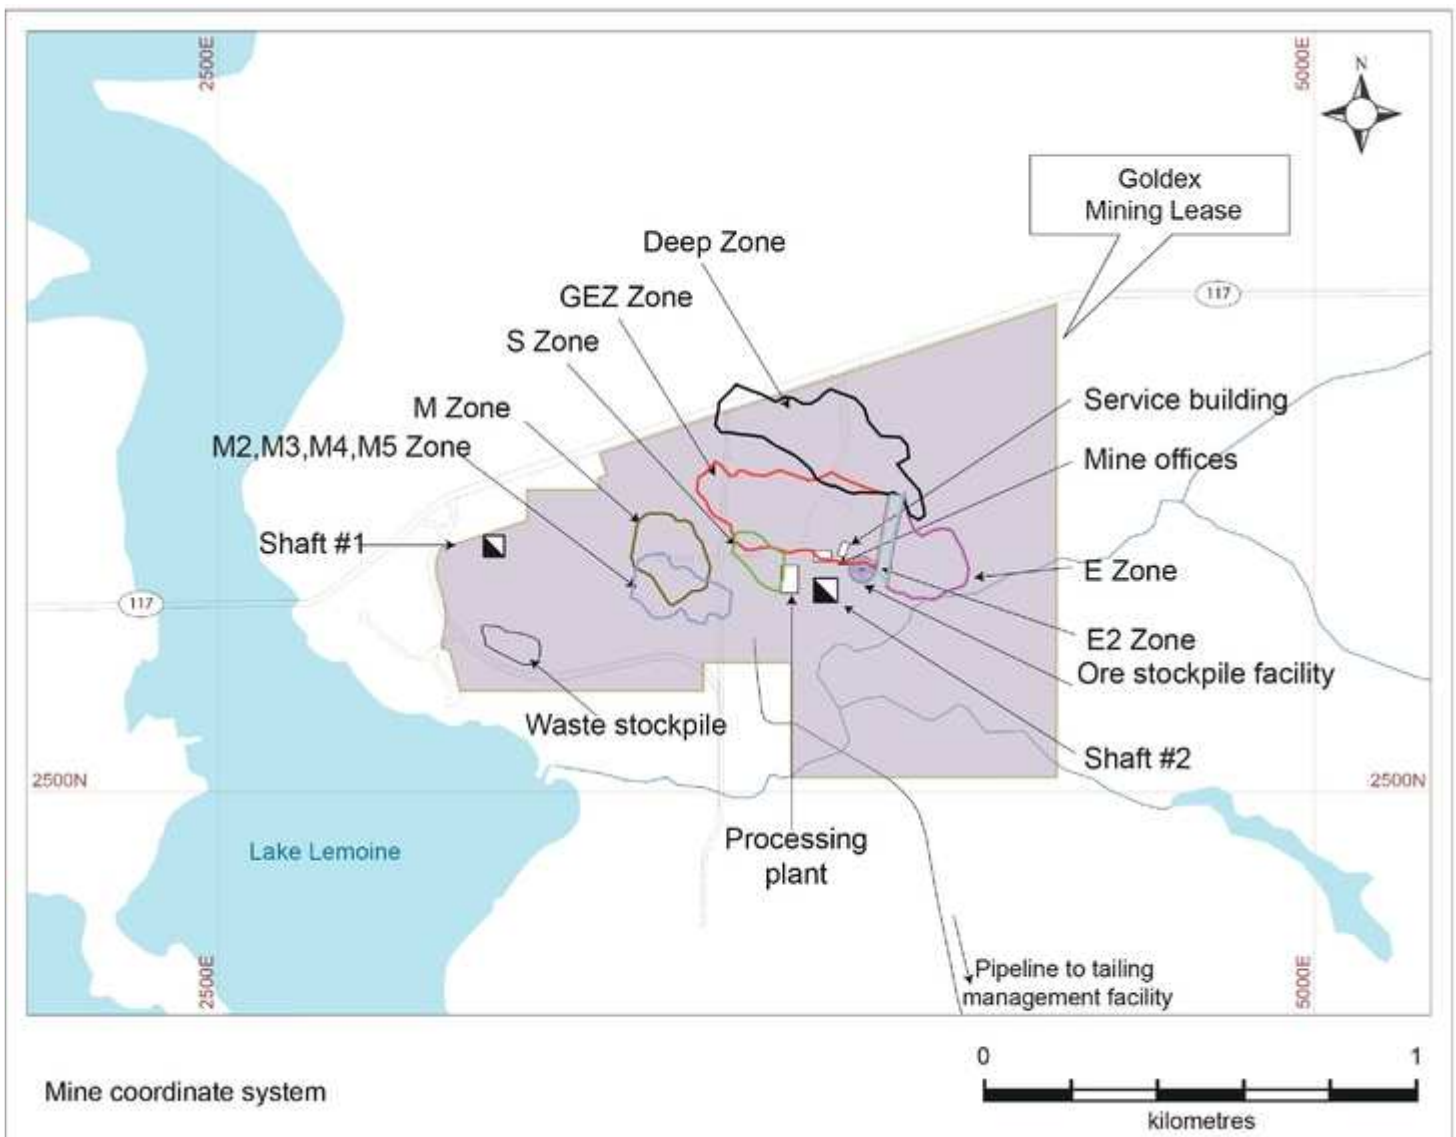 2500E
5000E
N
Goldex
Mining Lease
Deep Zone
117
GEZ Zone
S Zone
Service building
M Zone
M2,M3,M4,M5 Zone
Mine offices
Shaft #1
E Zone
117
E2 Zone
Ore stockpile facility
Waste stockpile
Shaft #2
2500N
2500N
Processing
plant
Lake Lemoine
2500E
5000E
Pipeline to tailing
management facility
0
1
Mine coordinate system
kilometres